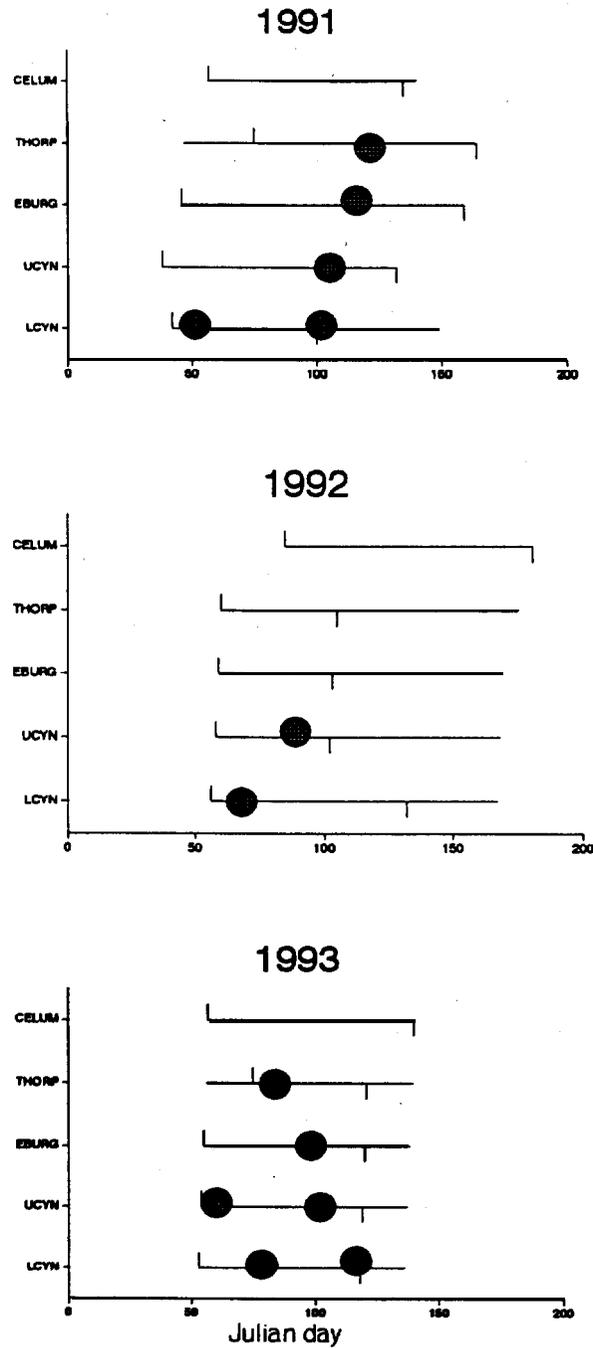 1991
CELUM
THORP
EBURG
UCYN
LCYN
0 50 100 150 200
1992
CELUM
THORP
EBURG
UCYN
LCYN
0 50 100 150 200
1993
CELUM
THORP
EBURG
UCYN
LCYN
0 50 100 150 200
Julian day